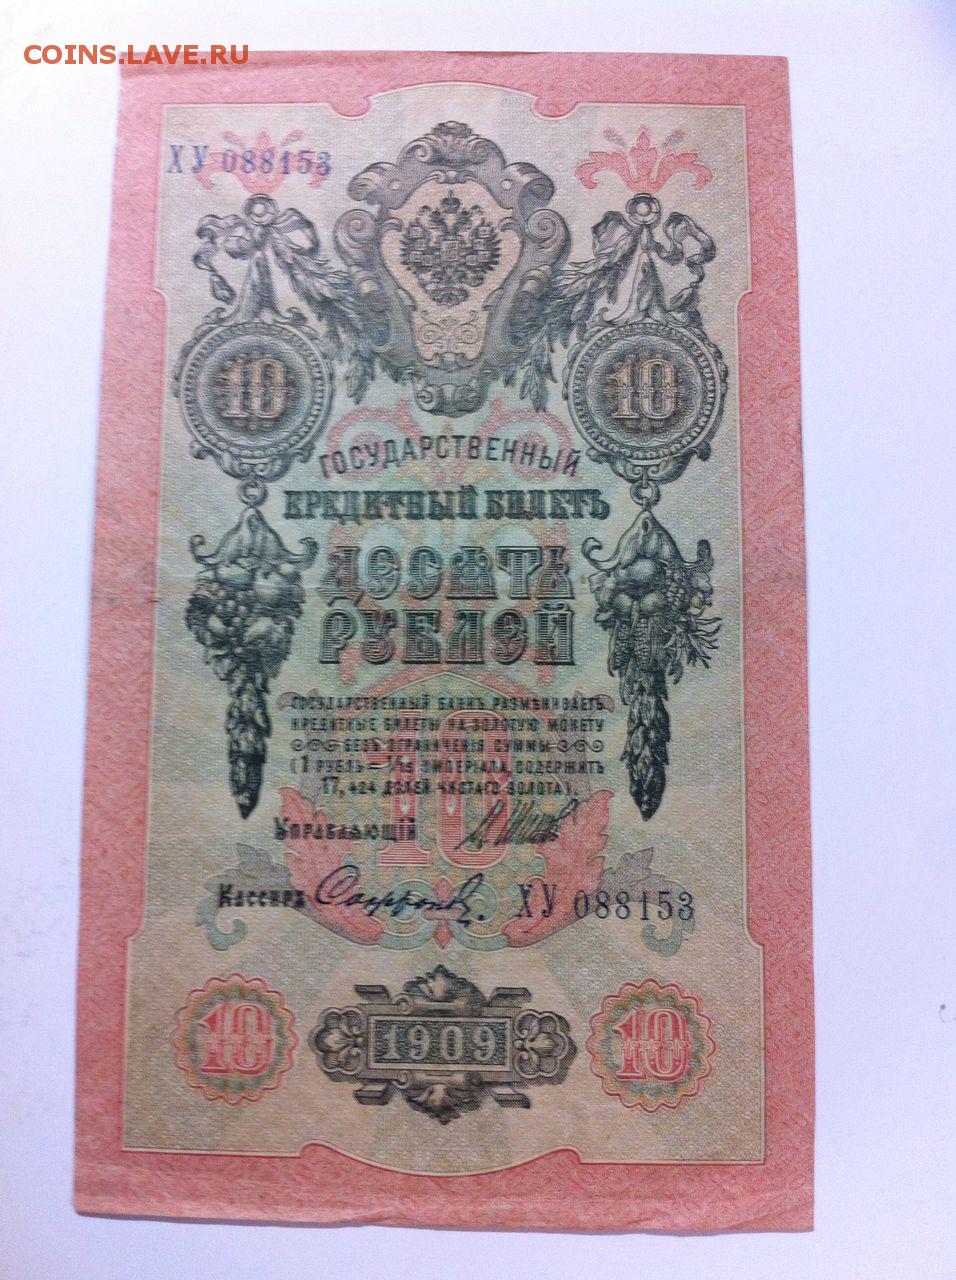 COINS.LAVE.RU
ХУ 088153
10 10
ГОСУДАРСТВЕННЫЙ
КРЕДИТНЫЙ БИЛЕТЪ
ДЕСЯТЬ
РУБЛЕЙ
ГОСУДАРСТВЕННЫЙ БАНКЪ РАЗМѢНИВАЕТЪ
КРЕДИТНЫЕ БИЛЕТЫ НА ЗОЛОТУЮ МОНЕТУ
БЕЗЪ ОГРАНИЧЕНІЯ СУММЫ
(1 РУБЛЬ = 1/15 ИМПЕРІАЛА, СОДЕРЖИТЪ
17,424 ДОЛЕЙ ЧИСТАГО ЗОЛОТА).
10
Управляющій
Кассиръ
ХУ 088153
10 1909 10